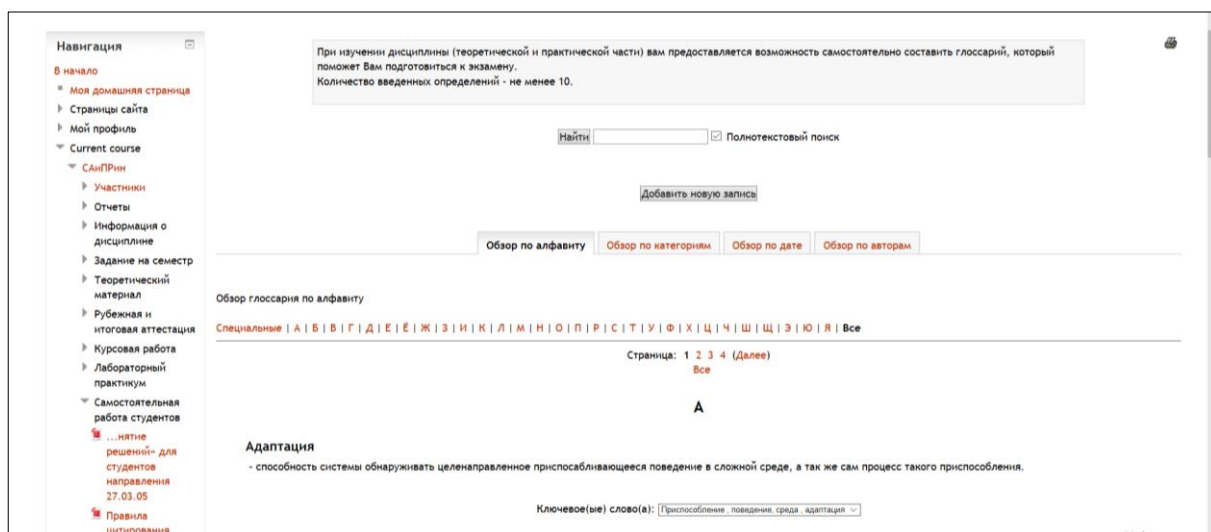 Навигация
В начало
Моя домашняя страница
Страницы сайта
Мой профиль
Current course
САиПРин
Участники
Отчеты
Информация о
дисциплине
Задание на семестр
Теоретический
материал
Рубежная и
итоговая аттестация
Курсовая работа
Лабораторный
практикум
Самостоятельная
работа студентов
...нятие
решений» для
студентов
направления
27.03.05
Правила
цитирования
При изучении дисциплины (теоретической и практической части) вам предоставляется возможность самостоятельно составить глоссарий, который
поможет Вам подготовиться к экзамену.
Количество введенных определений - не менее 10.
Найти Полнотекстовый поиск
Добавить новую запись
Обзор по алфавиту Обзор по категориям Обзор по дате Обзор по авторам
Обзор глоссария по алфавиту
Специальные | А | Б | В | Г | Д | Е | Ё | Ж | З | И | К | Л | М | Н | О | П | Р | С | Т | У | Ф | Х | Ц | Ч | Ш | Щ | Э | Ю | Я | Все
Страница: 1 2 3 4 (Далее)
Все
А
Адаптация
- способность системы обнаруживать целенаправленное приспосабливающееся поведение в сложной среде, а так же сам процесс такого приспособления.
Ключевое(ые) слово(а): Приспособление , поведение, среда , адаптация